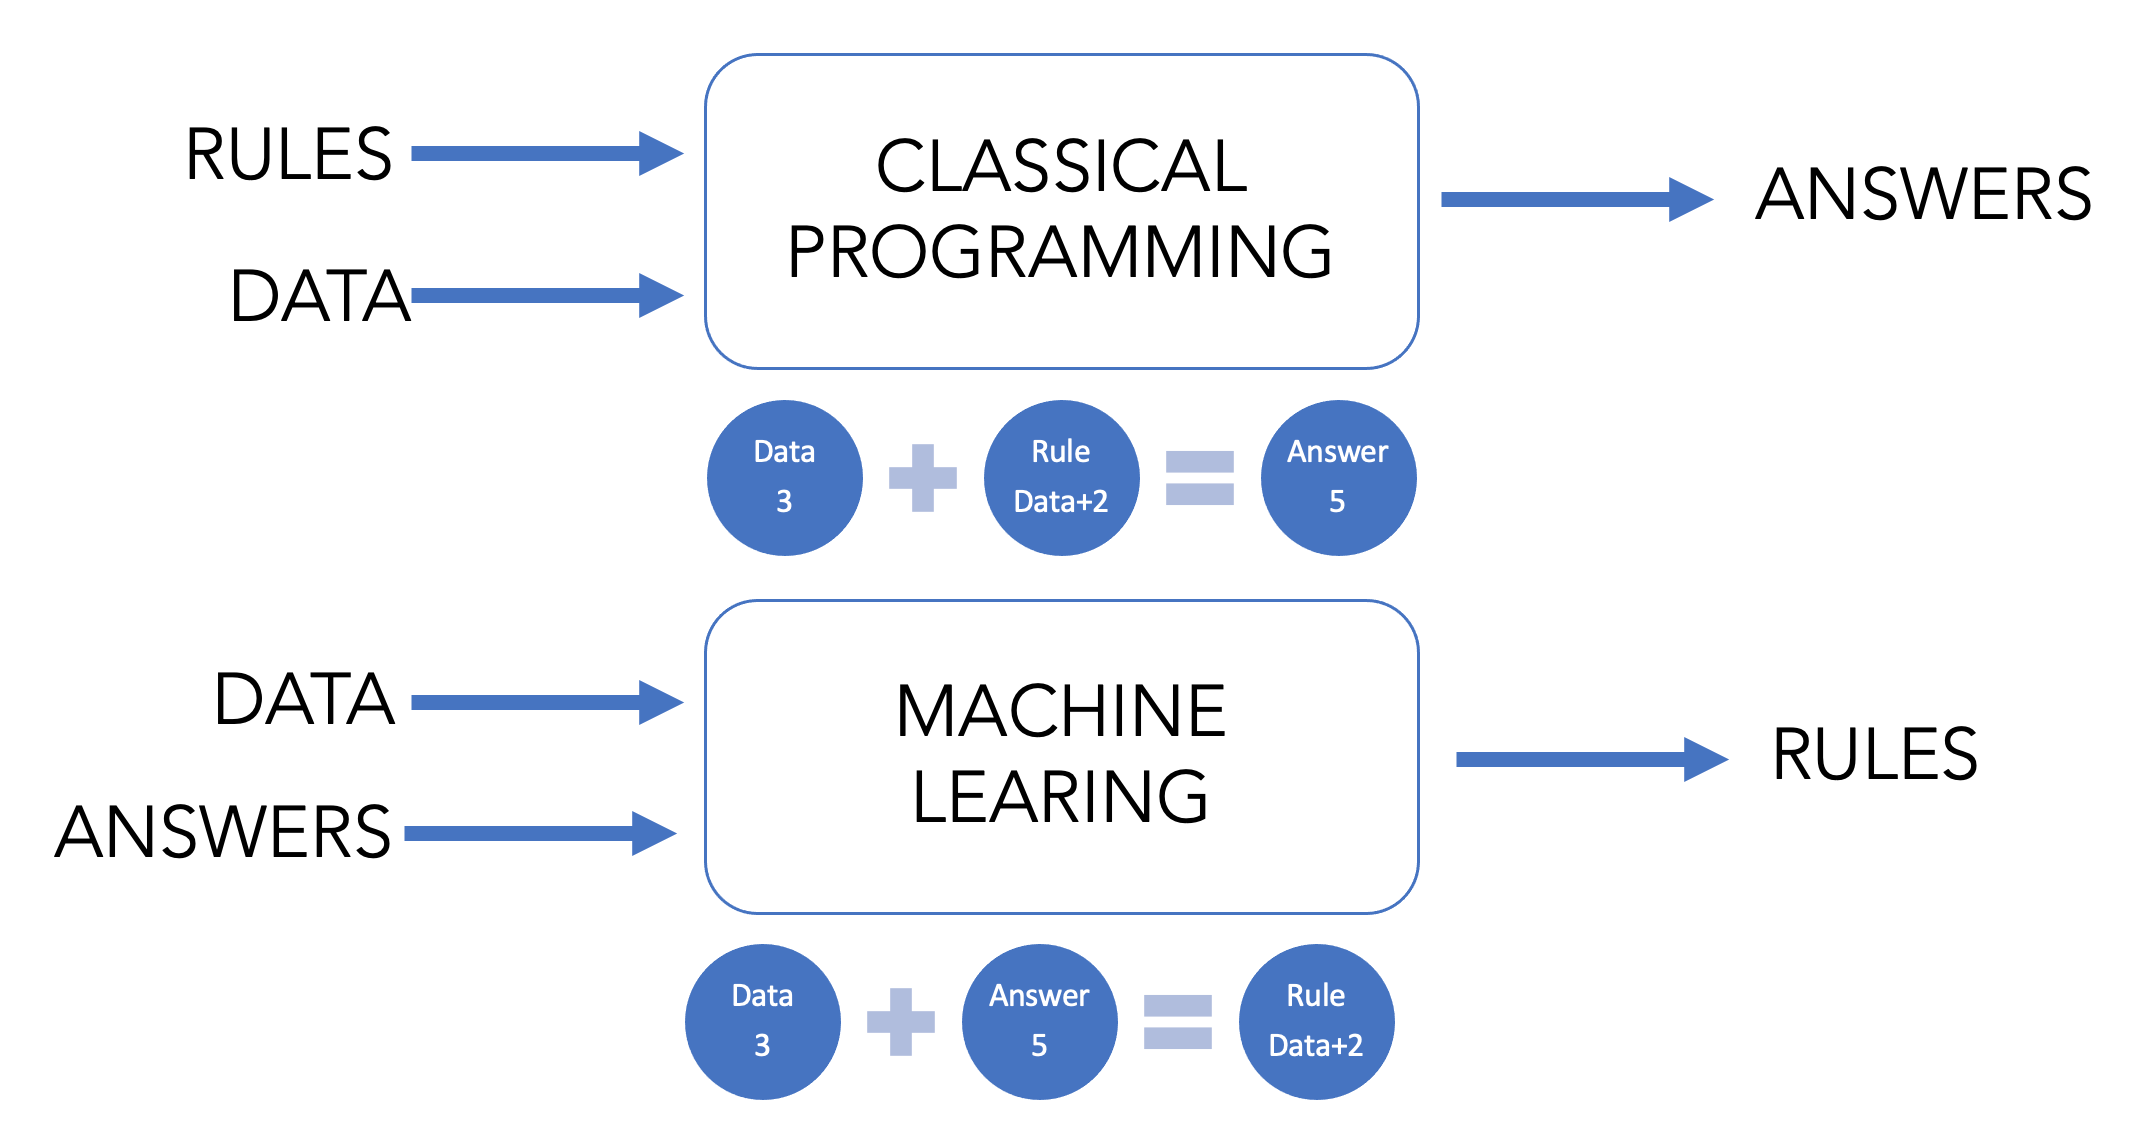 RULES
DATA
CLASSICAL
PROGRAMMING
ANSWERS
Data
3
Rule
Data+2
Answer
5
DATA
ANSWERS
MACHINE
LEARING
RULES
Data
3
Answer
5
Rule
Data+2